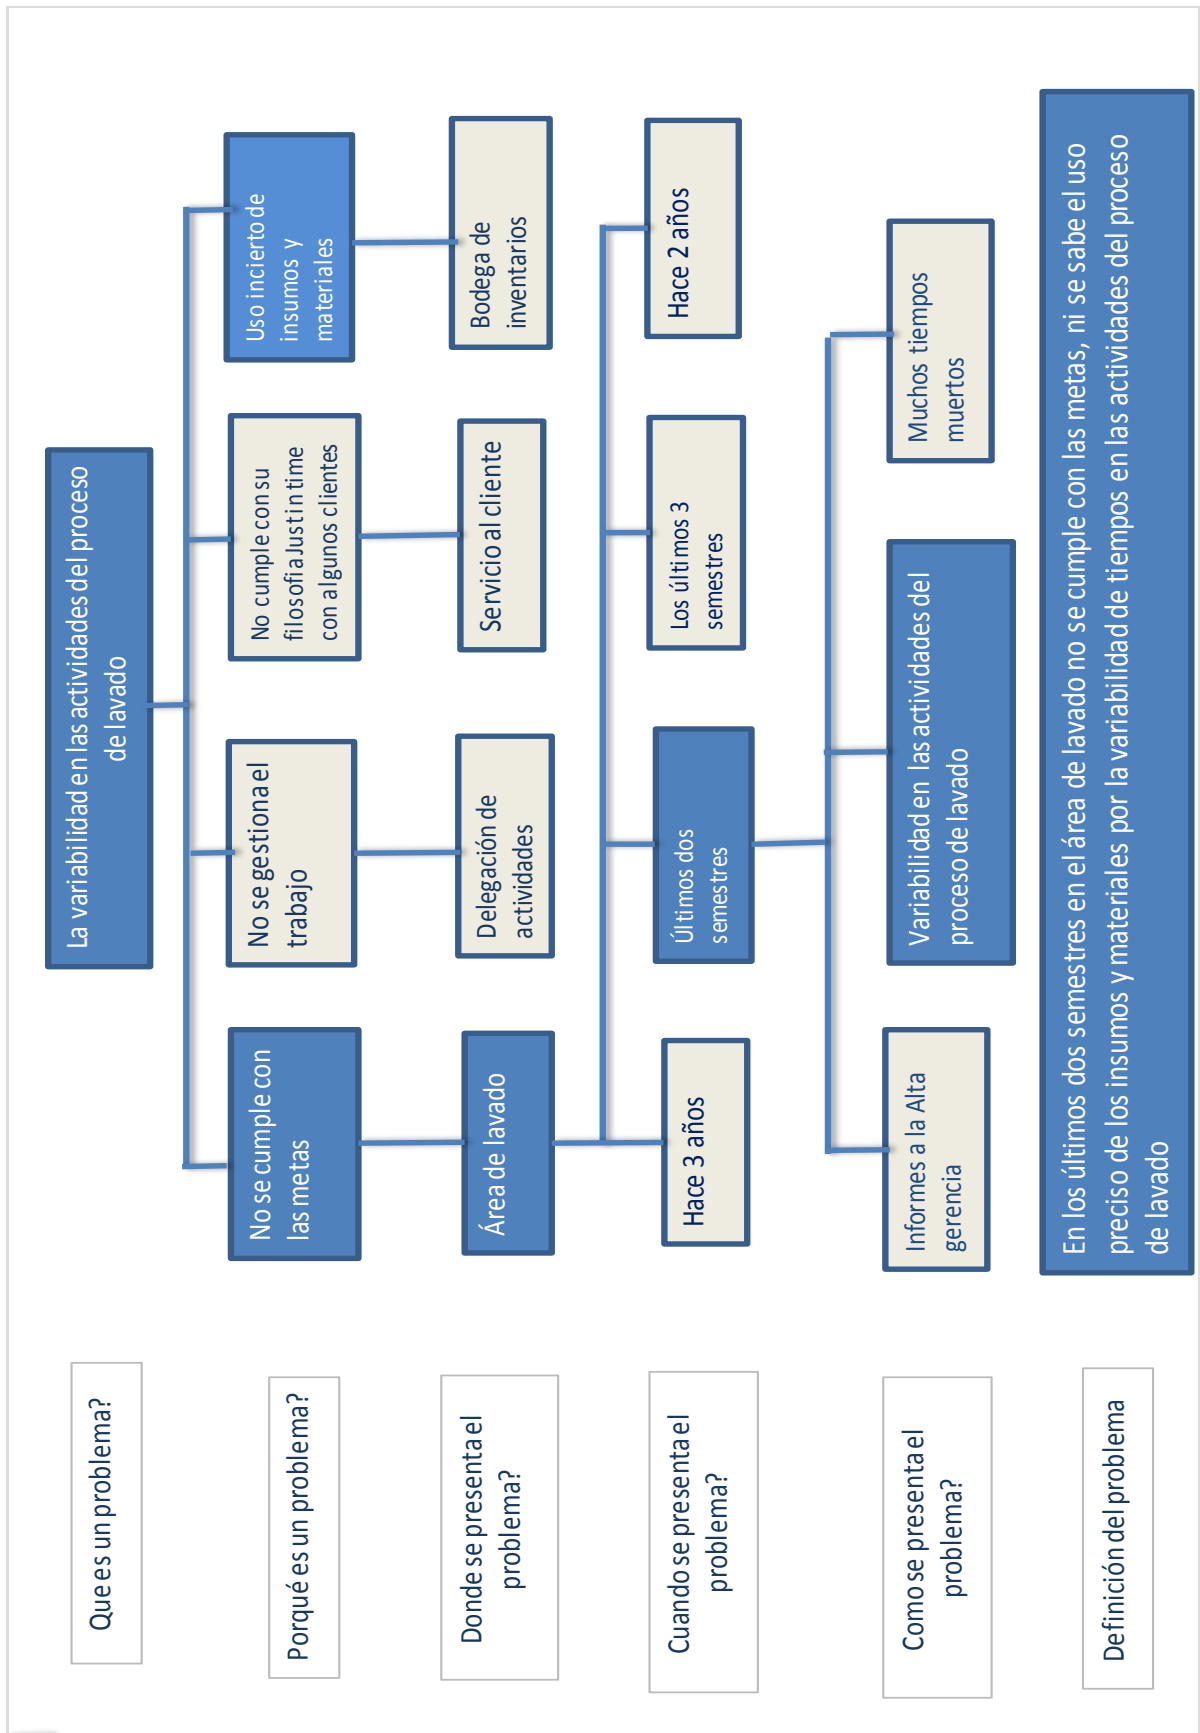 Que es un problema?
La variabilidad en las actividades del proceso
de lavado
Porqué es un problema?
No se cumple con
las metas
No se gestiona el
trabajo
No cumple con su
filosofia Just in time
con algunos clientes
Uso incierto de
insumos y
materiales
Donde se presenta el
problema?
Área de lavado
Delegación de
actividades
Servicio al cliente
Bodega de
inventarios
Cuando se presenta el
problema?
Hace 3 años
Últimos dos
semestres
Los últimos 3
semestres
Hace 2 años
Como se presenta el
problema?
Informes a la Alta
gerencia
Variabilidad en las actividades del
proceso de lavado
Muchos tiempos
muertos
Definición del problema
En los últimos dos semestres en el área de lavado no se cumple con las metas, ni se sabe el uso
preciso de los insumos y materiales por la variabilidad de tiempos en las actividades del proceso
de lavado